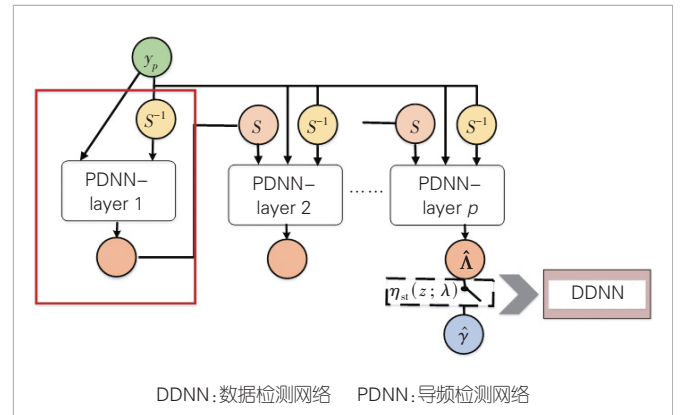 y_p
S⁻¹
S
S⁻¹
S
S⁻¹
PDNN–
layer 1
PDNN–
layer 2
……
PDNN–
layer p
Λ̂
η_st(z; λ)
DDNN
γ̂
DDNN:数据检测网络 PDNN:导频检测网络